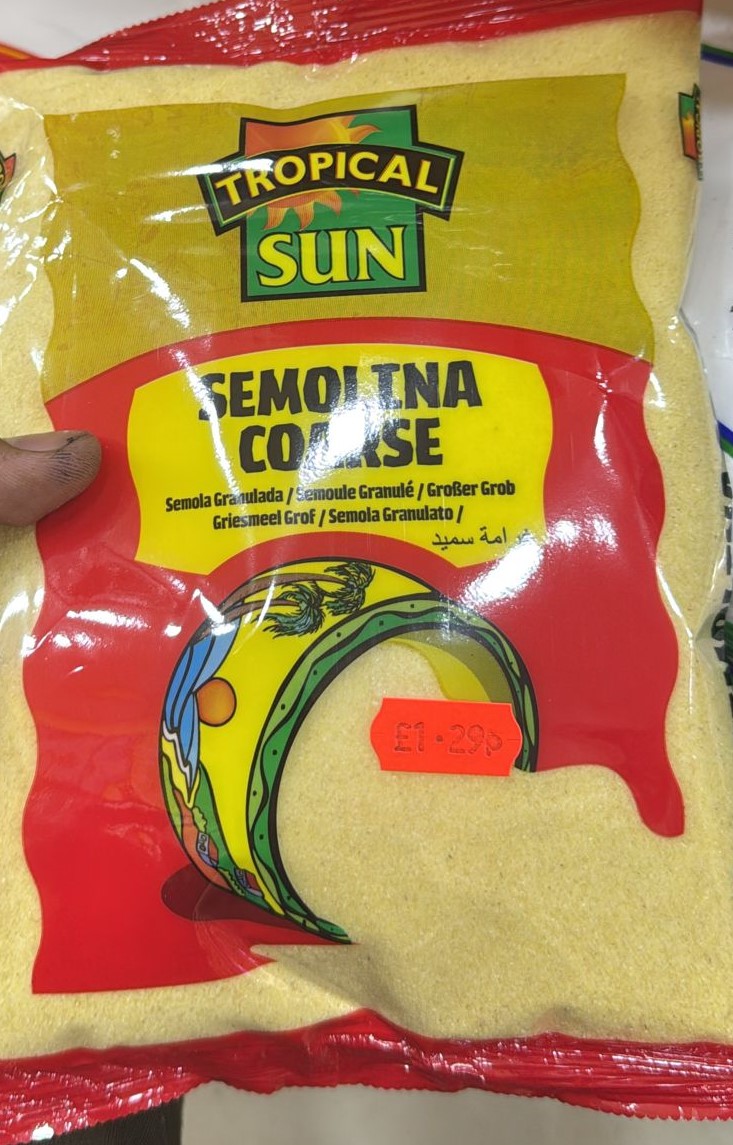 TROPICAL
SUN
SEMOLINA
COARSE
Semola Granulada / Semoule Granulé / Großer Grob
Griesmeel Grof / Semola Granulato /
سميد
£1·29p